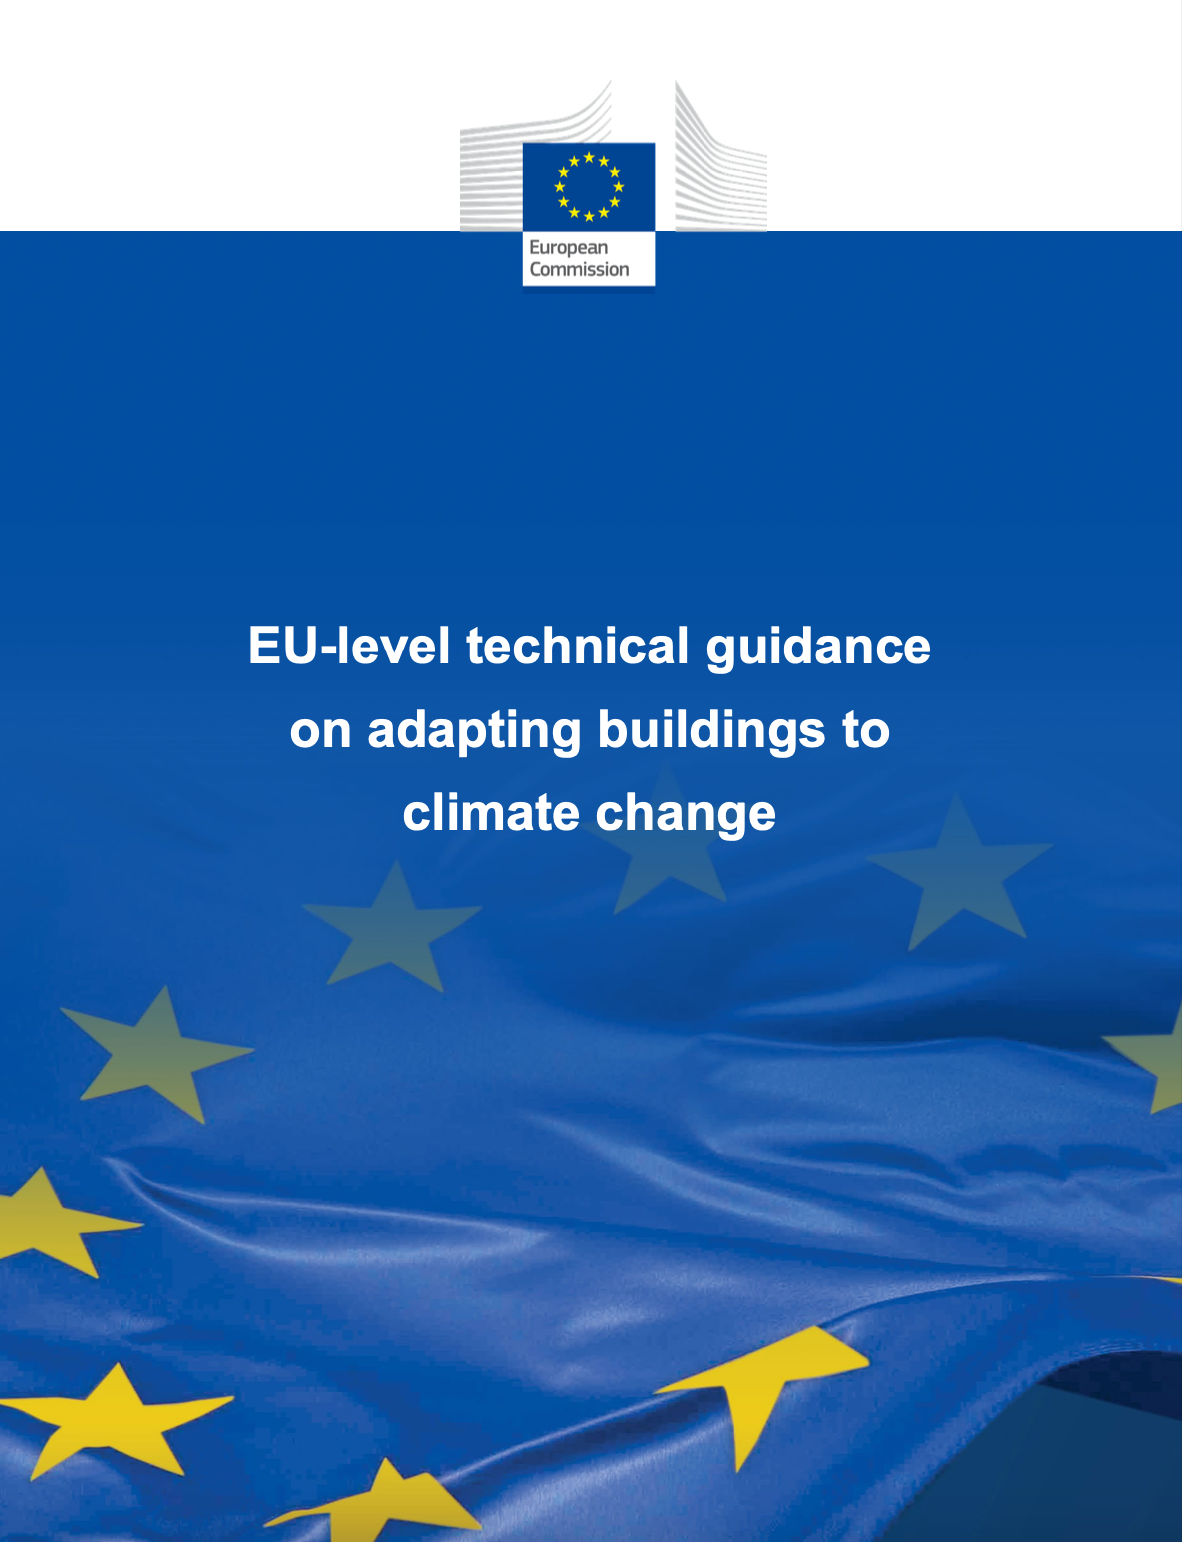 European
Commission
EU-level technical guidance
on adapting buildings to
climate change